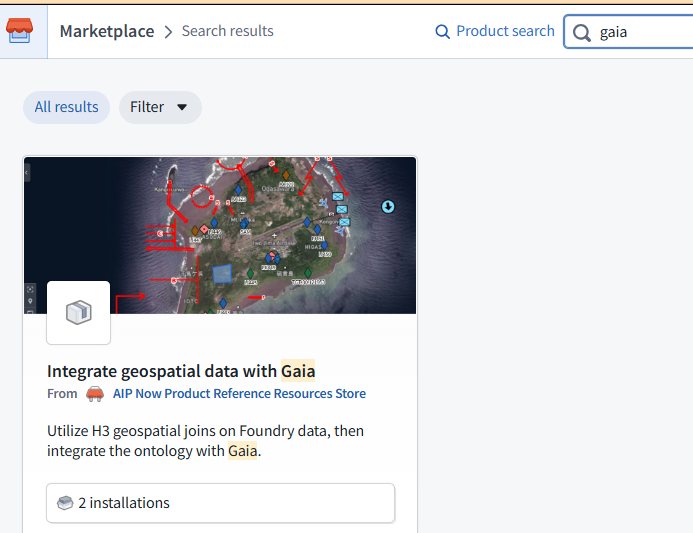 Marketplace > Search results
Product search
gaia
All results
Filter
Integrate geospatial data with Gaia
From AIP Now Product Reference Resources Store
Utilize H3 geospatial joins on Foundry data, then
integrate the ontology with Gaia.
2 installations